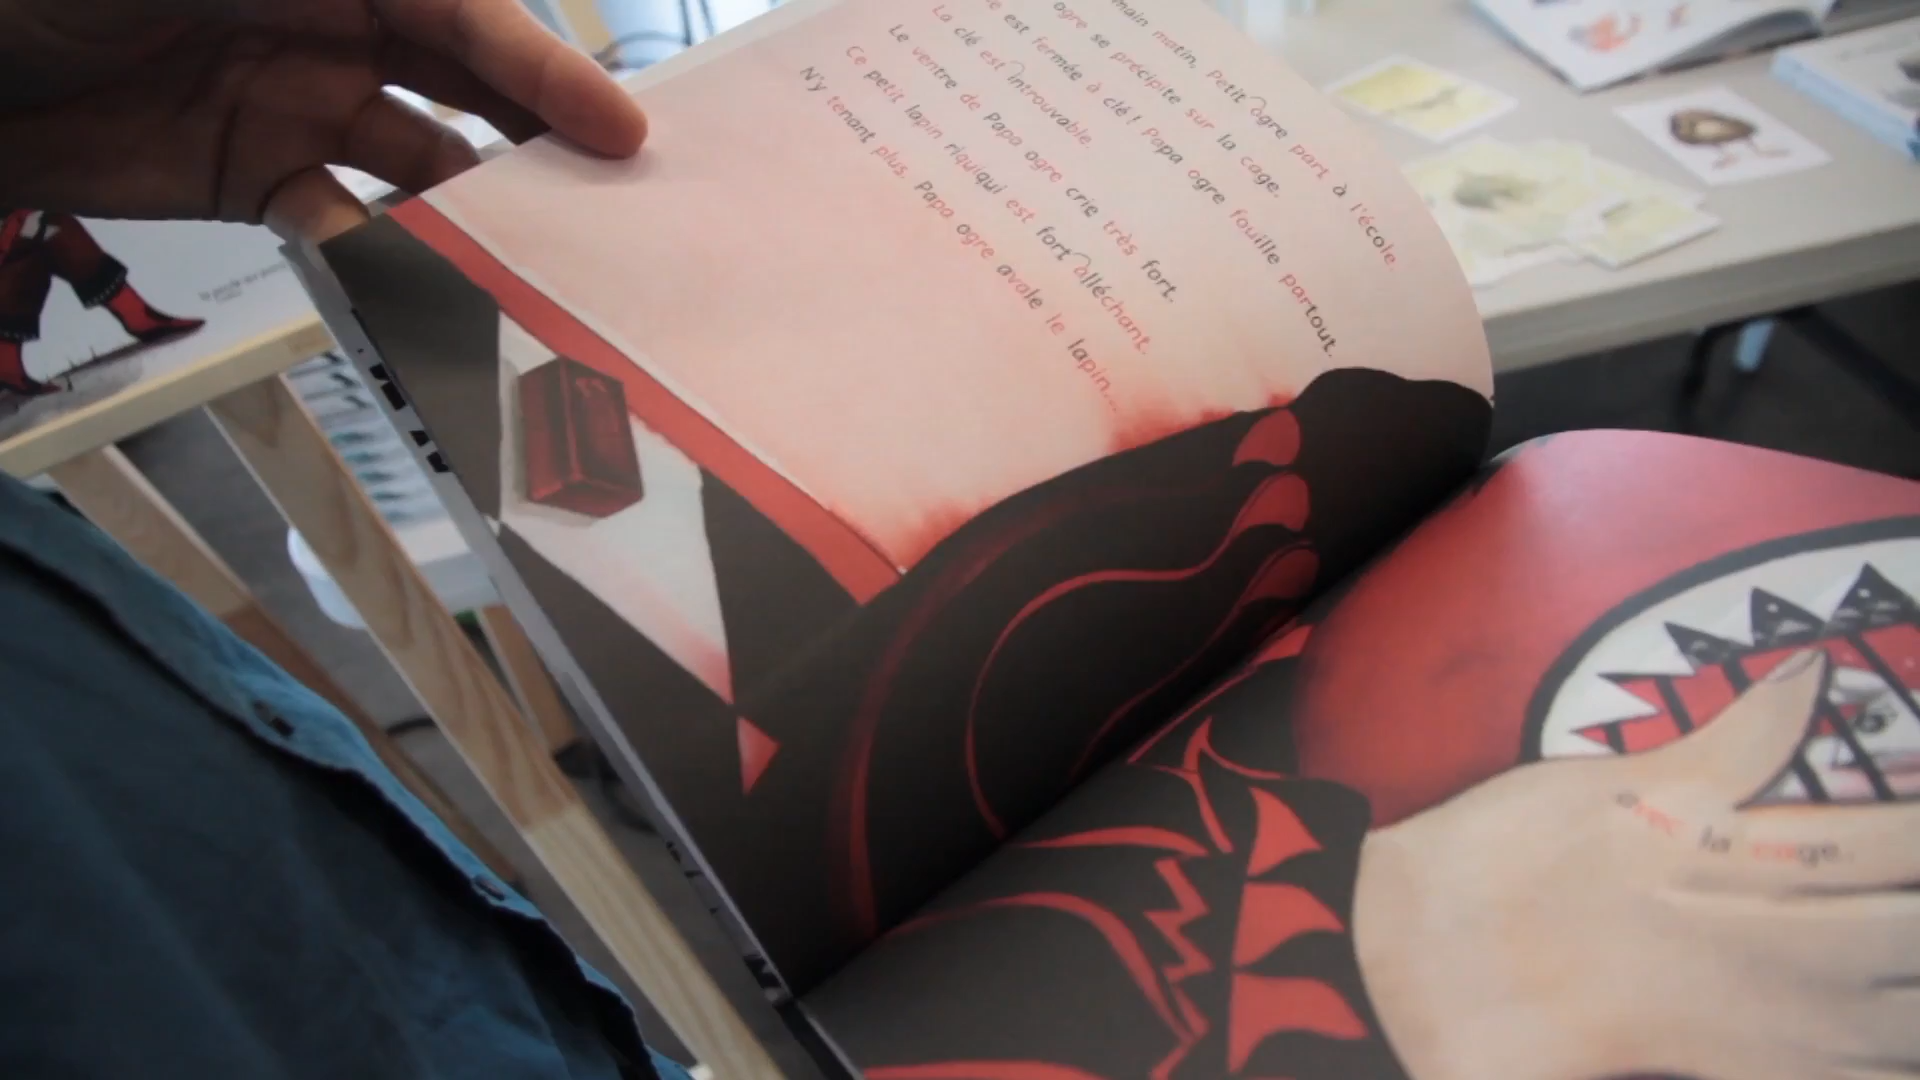 main matin, petit ogre part à l'école.
ogre se précipite sur la cage.
e est fermée à clé ! Papa ogre fouille partout.
La clé est introuvable.
Le ventre de Papa ogre crie très fort.
Ce petit lapin riquiqui est fort alléchant.
N'y tenant plus, Papa ogre avale le lapin...
avec la cage..